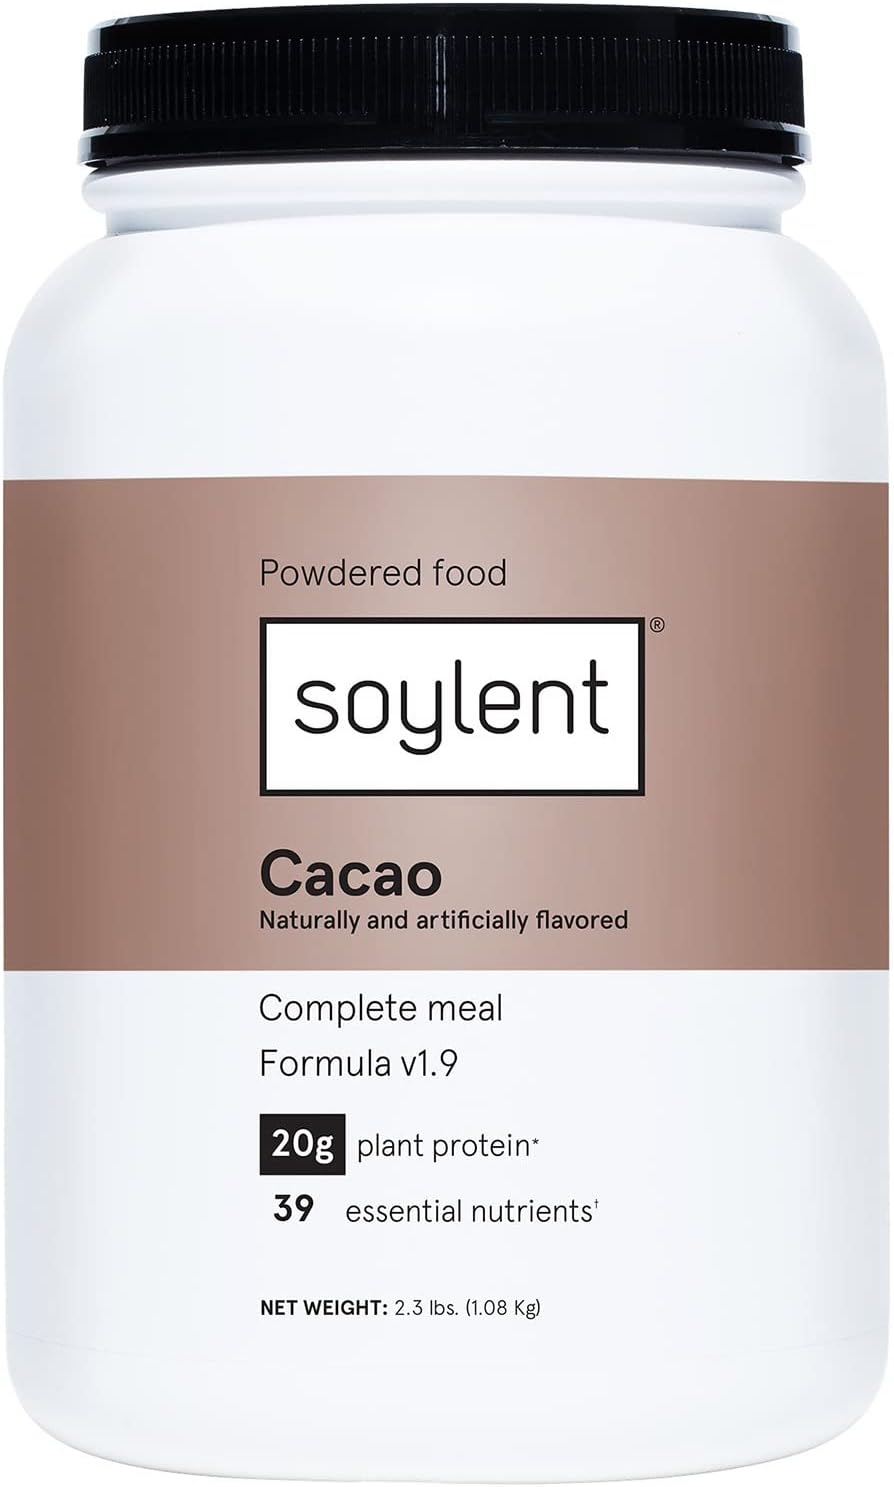 Powdered food
soylent®
Cacao
Naturally and artificially flavored
Complete meal
Formula v1.9
20g plant protein*
39 essential nutrients†
NET WEIGHT: 2.3 lbs. (1.08 Kg)